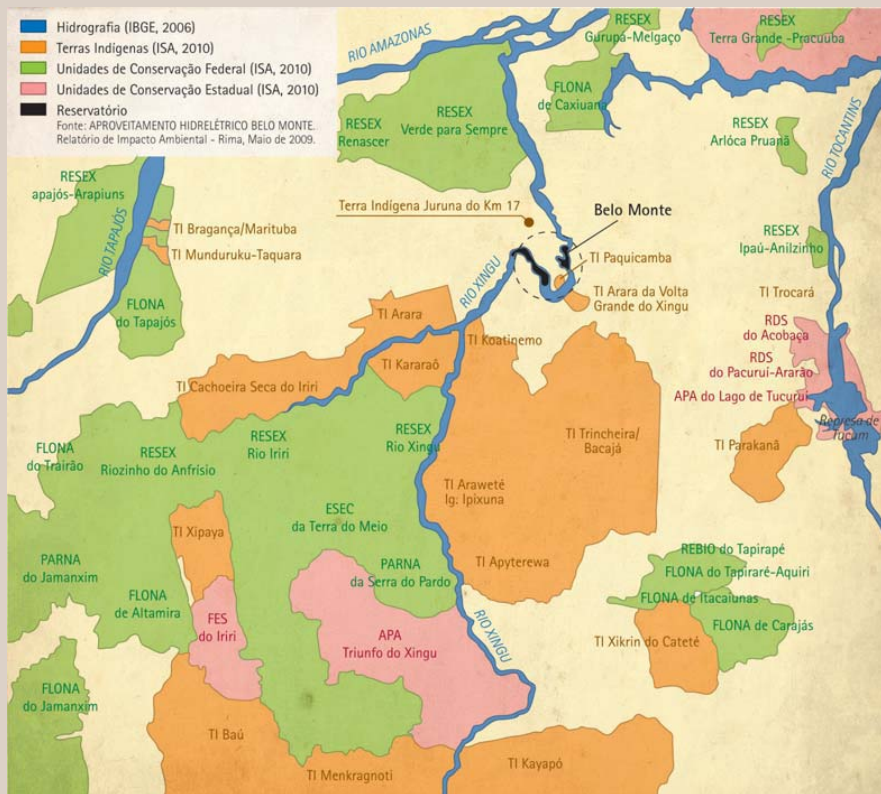 Hidrografia (IBGE, 2006)
Terras Indígenas (ISA, 2010)
Unidades de Conservação Federal (ISA, 2010)
Unidades de Conservação Estadual (ISA, 2010)
Reservatório
Fonte: APROVEITAMENTO HIDRELÉTRICO BELO MONTE.
Relatório de Impacto Ambiental - Rima, Maio de 2009.
RIO AMAZONAS
RESEX
Gurupá-Melgaço
RESEX
Terra Grande -Pracuuba
FLONA
de Caxiuana
RESEX
Verde para Sempre
RESEX
Renascer
RESEX
Arlóca Pruanã
RIO TOCANTINS
RESEX
apajós-Arapiuns
RIO TAPAJÓS
TI Bragança/Marituba
TI Munduruku-Taquara
Terra Indígena Juruna do Km 17
Belo Monte
RESEX
Ipaú-Anilzinho
TI Paquicamba
RIO XINGU
TI Arara da Volta
Grande do Xingu
TI Trocará
FLONA
do Tapajós
TI Arara
TI Koatinemo
RDS
do Acobaça
RDS
do Pacuruí-Ararão
APA do Lago de Tucuruí
Represa de
TI Kararaô
TI Cachoeira Seca do Iriri
RESEX
Rio Xingu
TI Trincheira/
Bacajá
TI Parakanã
FLONA
do Trairão
RESEX
Riozinho do Anfrísio
RESEX
Rio Iriri
TI Araweté
Ig: Ipixuna
TI Xipaya
ESEC
da Terra do Meio
PARNA
do Jamanxim
FLONA
de Altamira
PARNA
da Serra do Pardo
TI Apyterewa
REBIO do Tapirapé
FLONA do Tapiraré-Aquiri
FLONA de Itacaiunas
FLONA de Carajás
FES
do Iriri
APA
Triunfo do Xingu
RIO XINGU
TI Xikrin do Cateté
FLONA
do Jamanxim
TI Baú
TI Menkragnoti
TI Kayapó